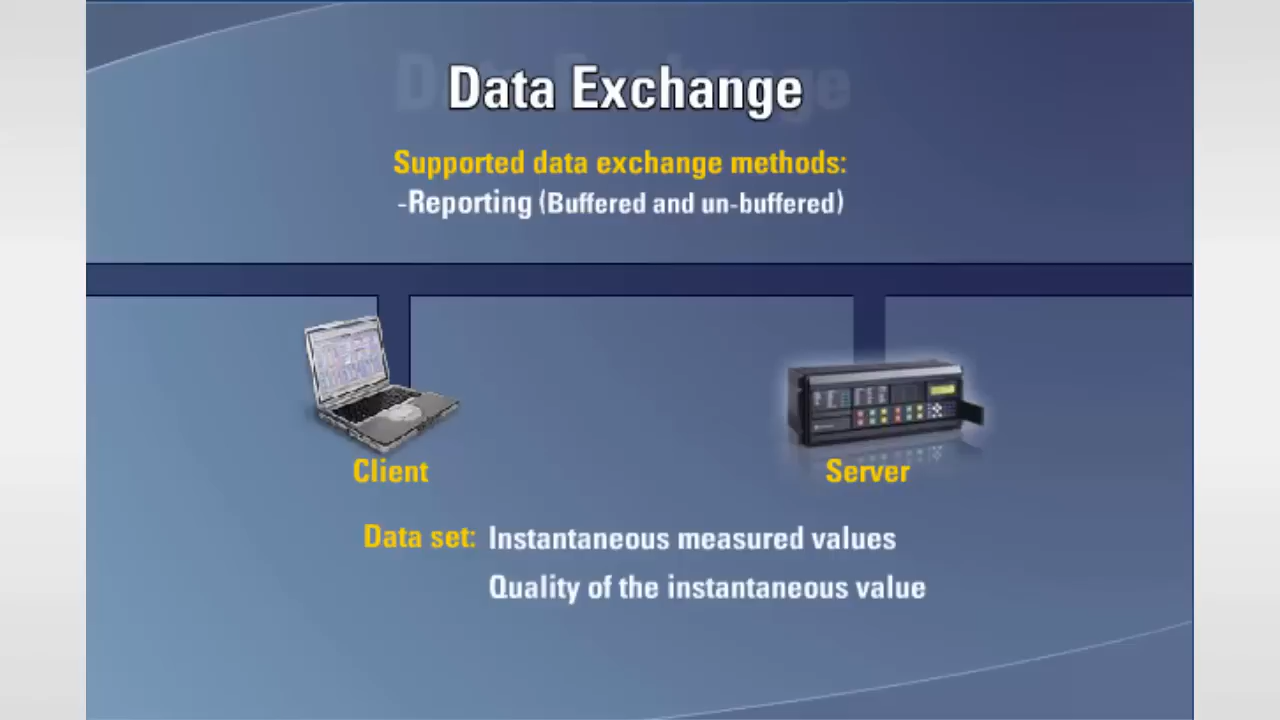 Data Exchange
Supported data exchange methods:
-Reporting (Buffered and un-buffered)
Client
Server
Data set: Instantaneous measured values
Quality of the instantaneous value